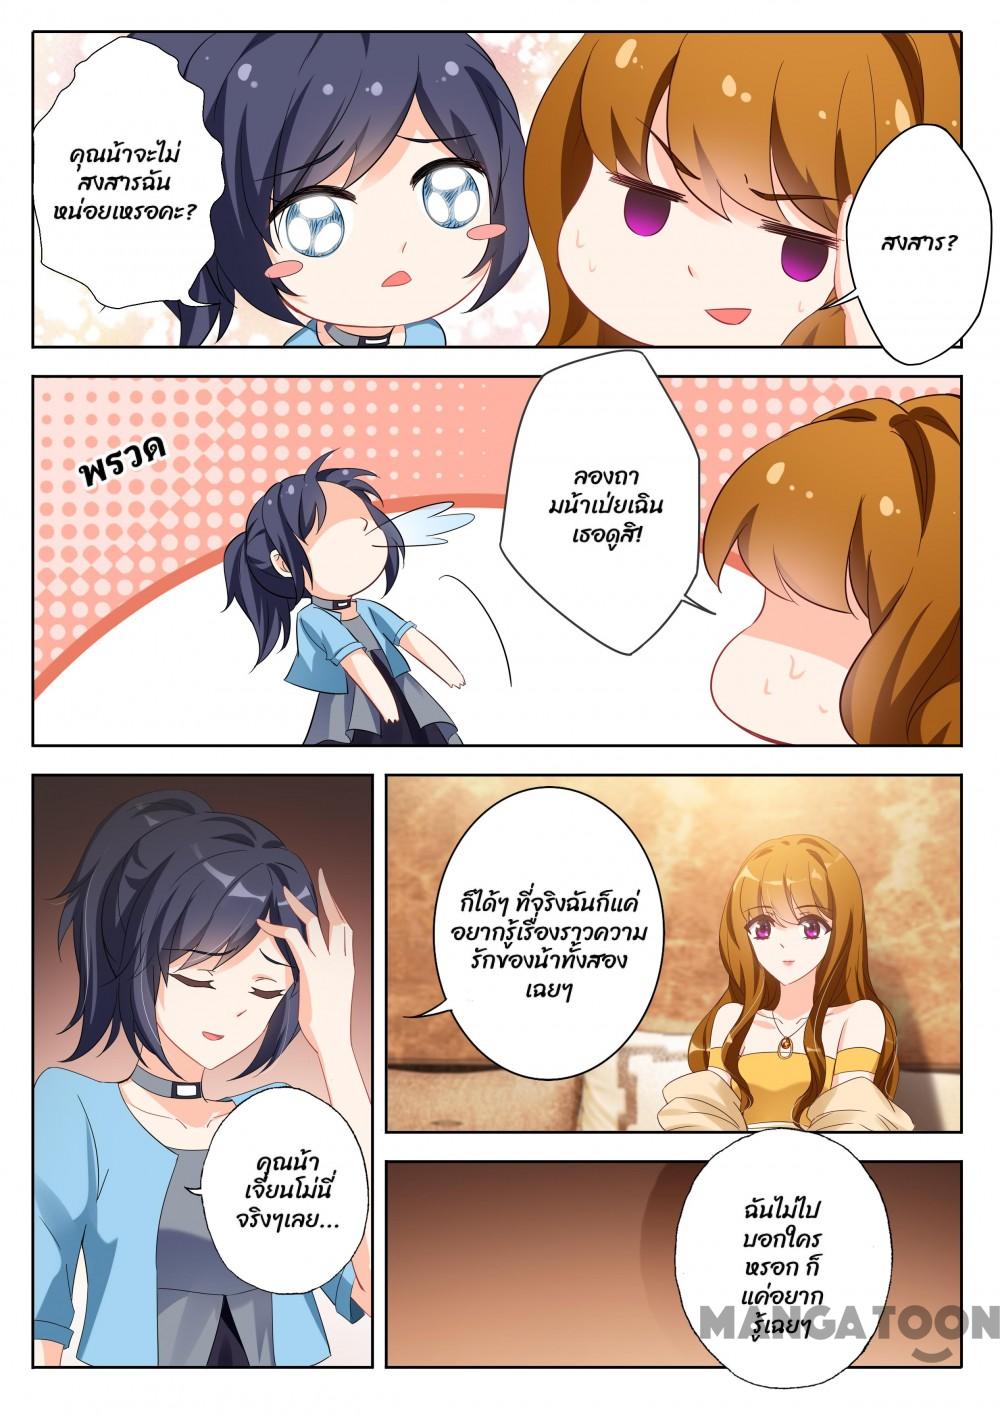 คุณน้าจะไม่
สงสารฉัน
หน่อยเหรอคะ?
สงสาร?
พรวด
ลองถา
มน้าเป่ยเฉิน
เธอดูสิ!
ก็ได้ๆ ที่จริงฉันก็แค่
อยากรู้เรื่องราวความ
รักของน้าทั้งสอง
เฉยๆ
คุณน้า
เจี่ยนโม่นี่
จริงๆเลย...
ฉันไม่ไป
บอกใคร
หรอก ก็
แค่อยาก
รู้เฉยๆ
MANGATOON